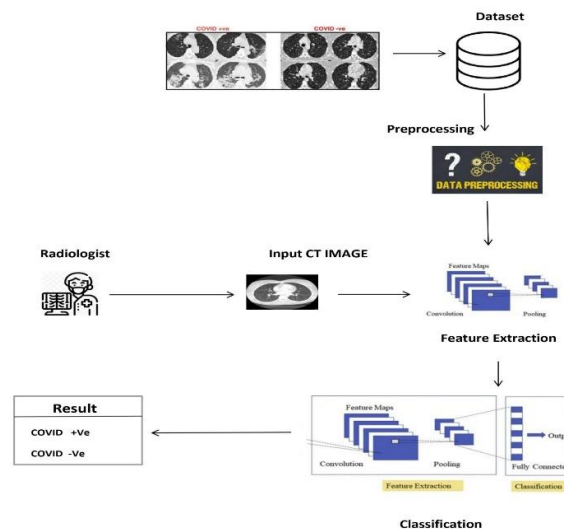 Dataset
COVID +ve
COVID -ve
Preprocessing
?
DATA PREPROCESSING
Radiologist
Input CT IMAGE
Feature Maps
Convolution
Pooling
Feature Extraction
Result
COVID +Ve
COVID -Ve
Feature Maps
Convolution
Pooling
Outp
Fully Connecte
Feature Extraction
Classification
Classification